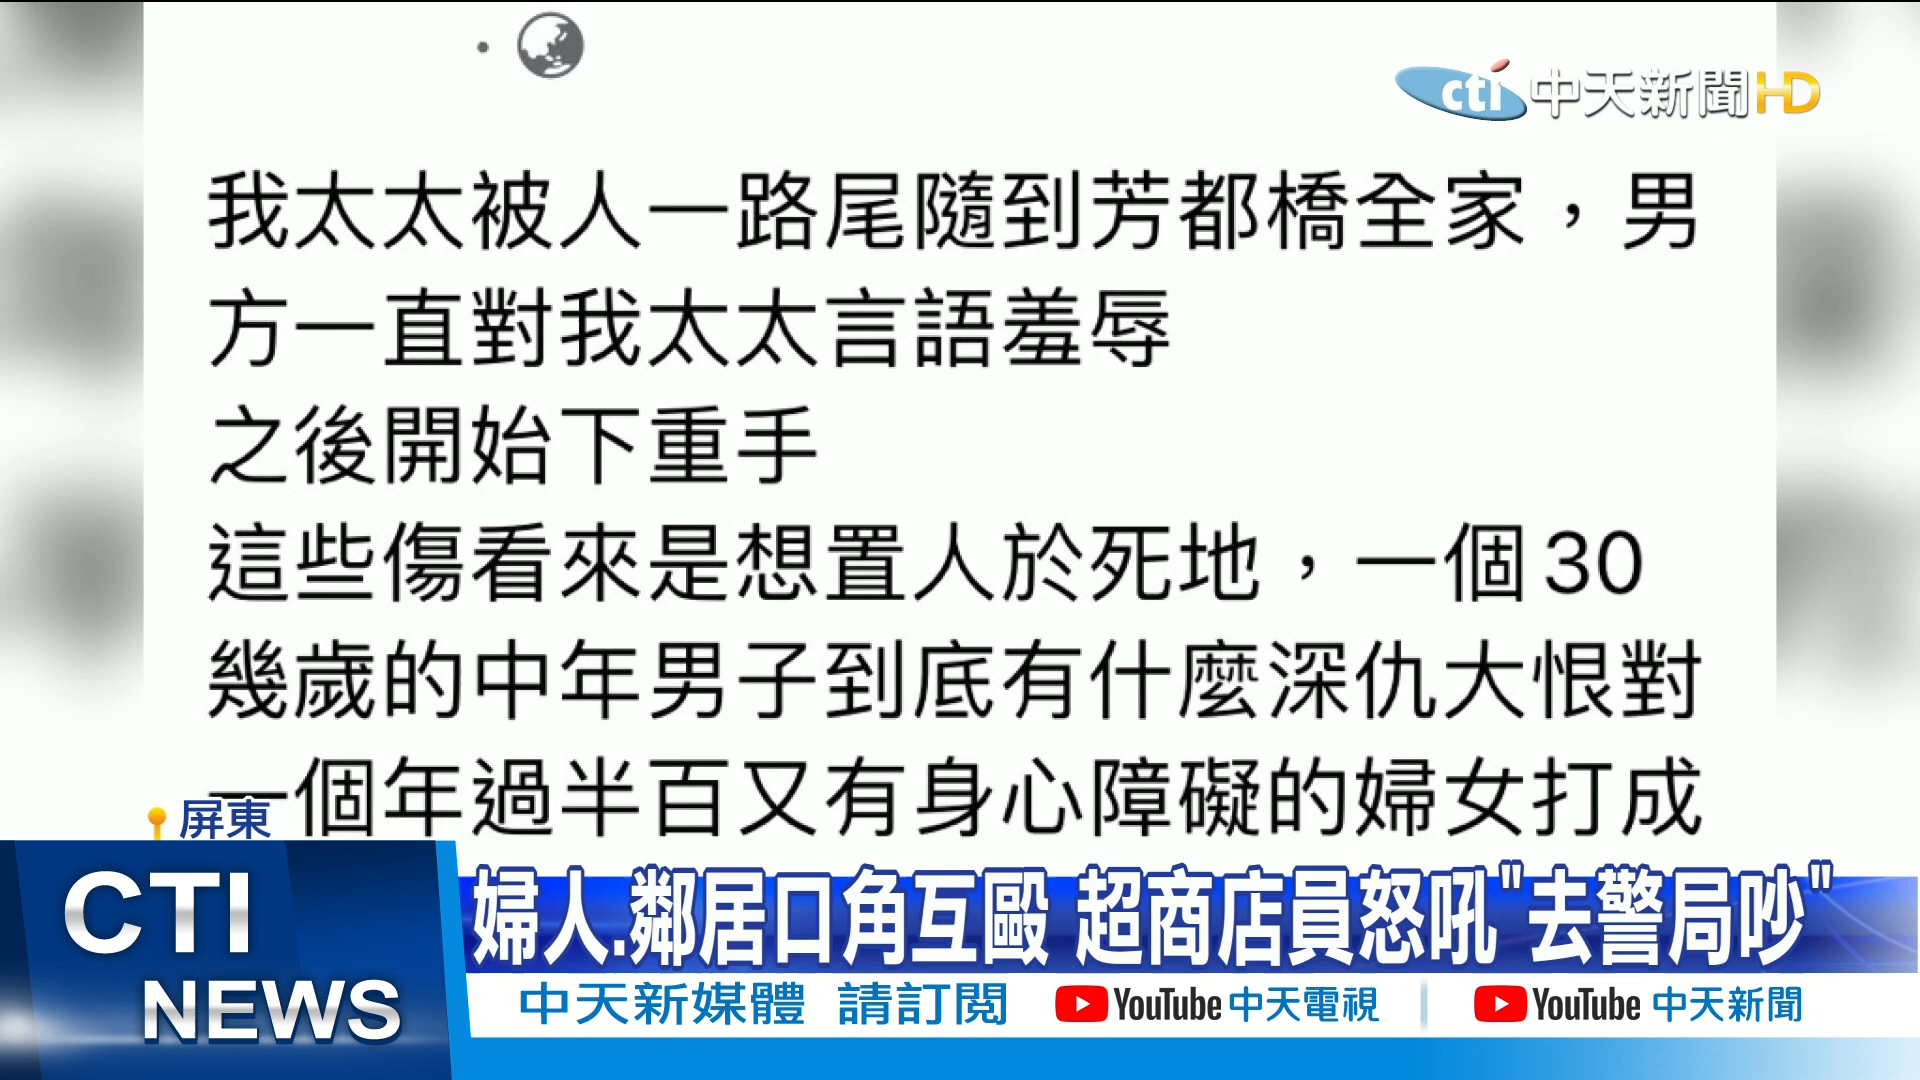 cti 中天新聞HD
我太太被人一路尾隨到芳都橋全家，男
方一直對我太太言語羞辱
之後開始下重手
這些傷看來是想置人於死地，一個30
幾歲的中年男子到底有什麼深仇大恨對
一個年過半百又有身心障礙的婦女打成
屏東
CTI
NEWS
婦人.鄰居口角互毆 超商店員怒吼"去警局吵"
中天新媒體 請訂閱 YouTube 中天電視 YouTube 中天新聞